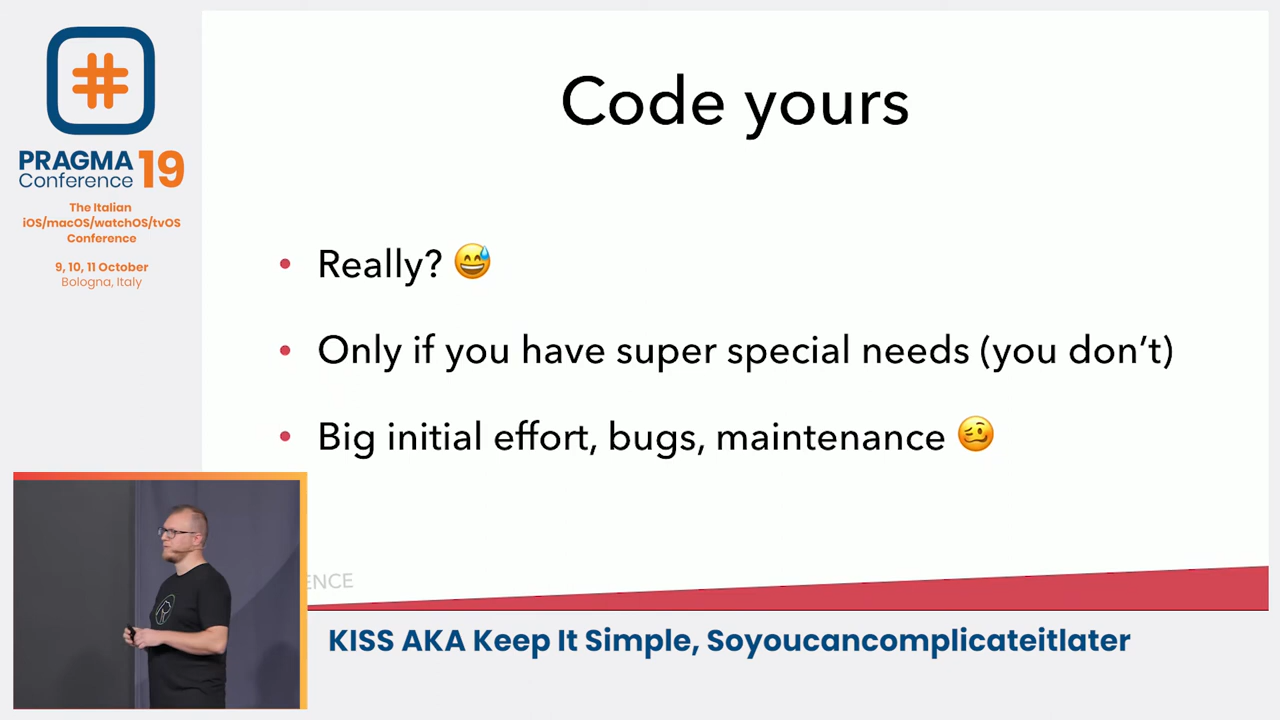 PRAGMA
Conference
19
The Italian
iOS/macOS/watchOS/tvOS
Conference
9, 10, 11 October
Bologna, Italy
Code yours
• Really? 😅
• Only if you have super special needs (you don’t)
• Big initial effort, bugs, maintenance 🥴
ENCE
KISS AKA Keep It Simple, Soyoucancomplicateitlater